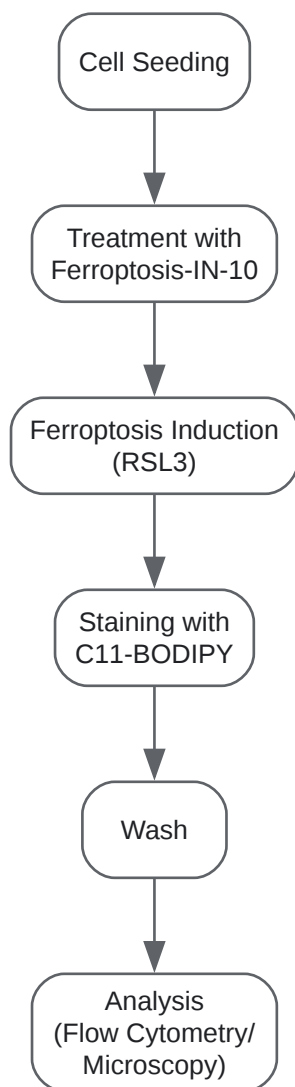 Cell Seeding
Treatment with
Ferroptosis-IN-10
Ferroptosis Induction
(RSL3)
Staining with
C11-BODIPY
Wash
Analysis
(Flow Cytometry/
Microscopy)